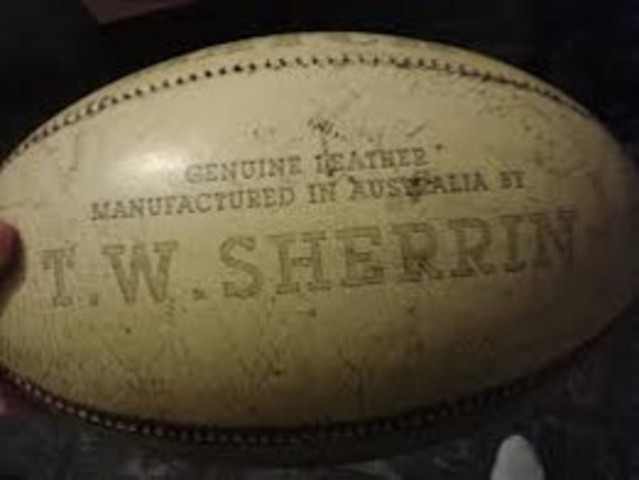 GENUINE LEATHER
MANUFACTURED IN AUSTRALIA BY
T.W. SHERRIN